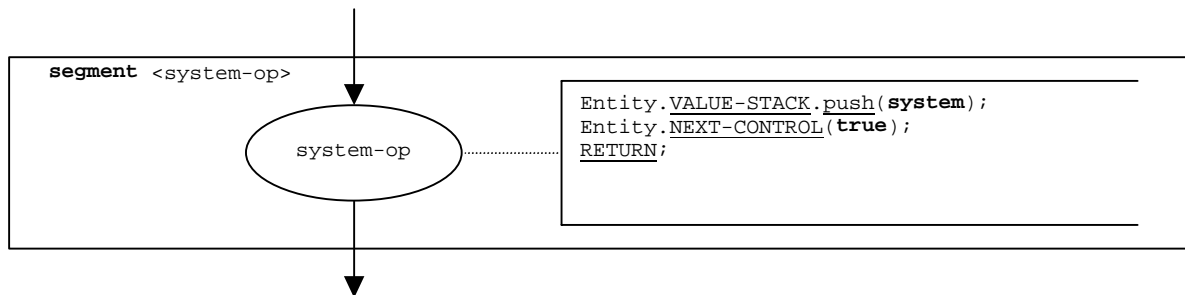 segment <system-op>
system-op
Entity.VALUE-STACK.push(system);
Entity.NEXT-CONTROL(true);
RETURN;